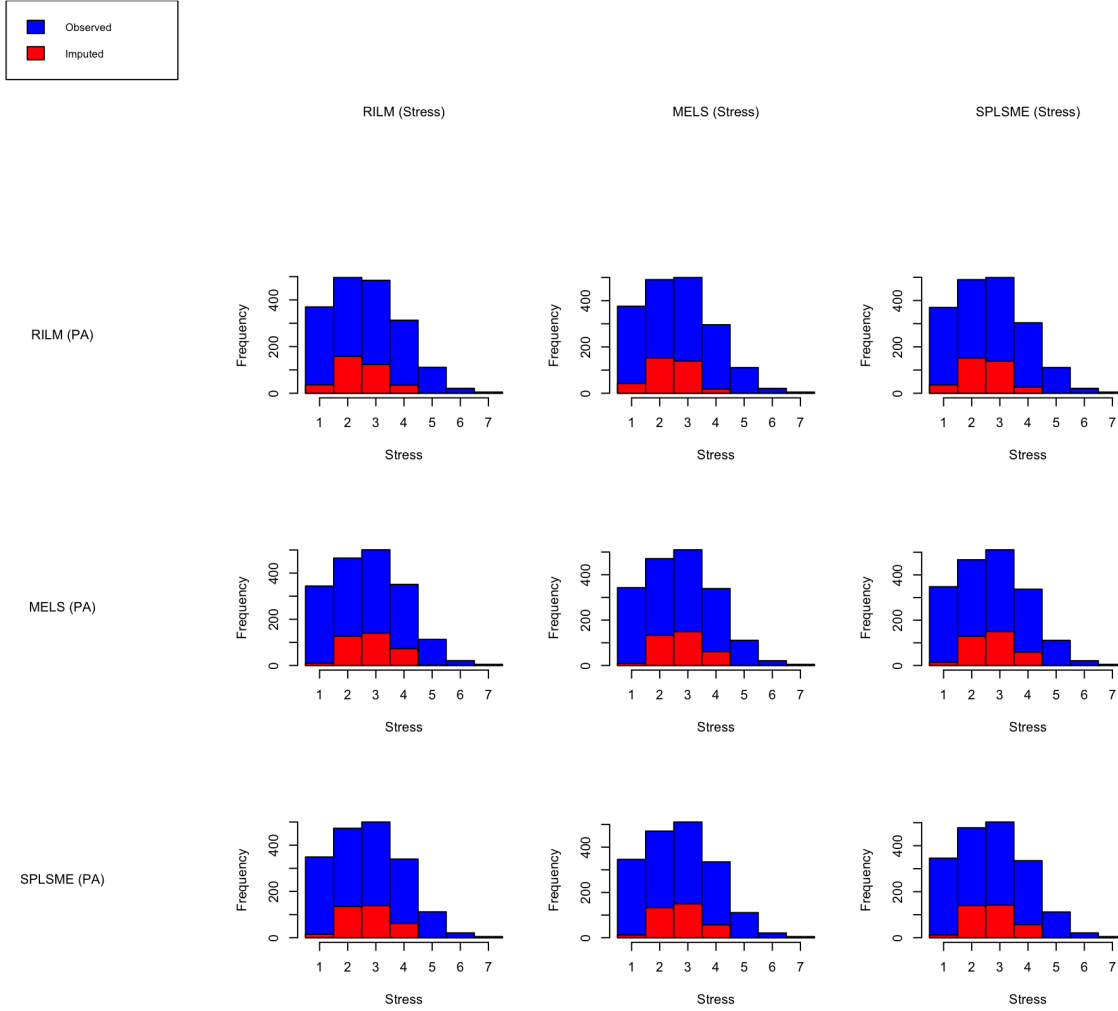 Observed
Imputed
RILM (Stress)
MELS (Stress)
SPLSME (Stress)
RILM (PA)
Frequency
0
200
400
1 2 3 4 5 6 7
Stress
Frequency
0
200
400
1 2 3 4 5 6 7
Stress
Frequency
0
200
400
1 2 3 4 5 6 7
Stress
MELS (PA)
Frequency
0
200
400
1 2 3 4 5 6 7
Stress
Frequency
0
200
400
1 2 3 4 5 6 7
Stress
Frequency
0
200
400
1 2 3 4 5 6 7
Stress
SPLSME (PA)
Frequency
0
200
400
1 2 3 4 5 6 7
Stress
Frequency
0
200
400
1 2 3 4 5 6 7
Stress
Frequency
0
200
400
1 2 3 4 5 6 7
Stress